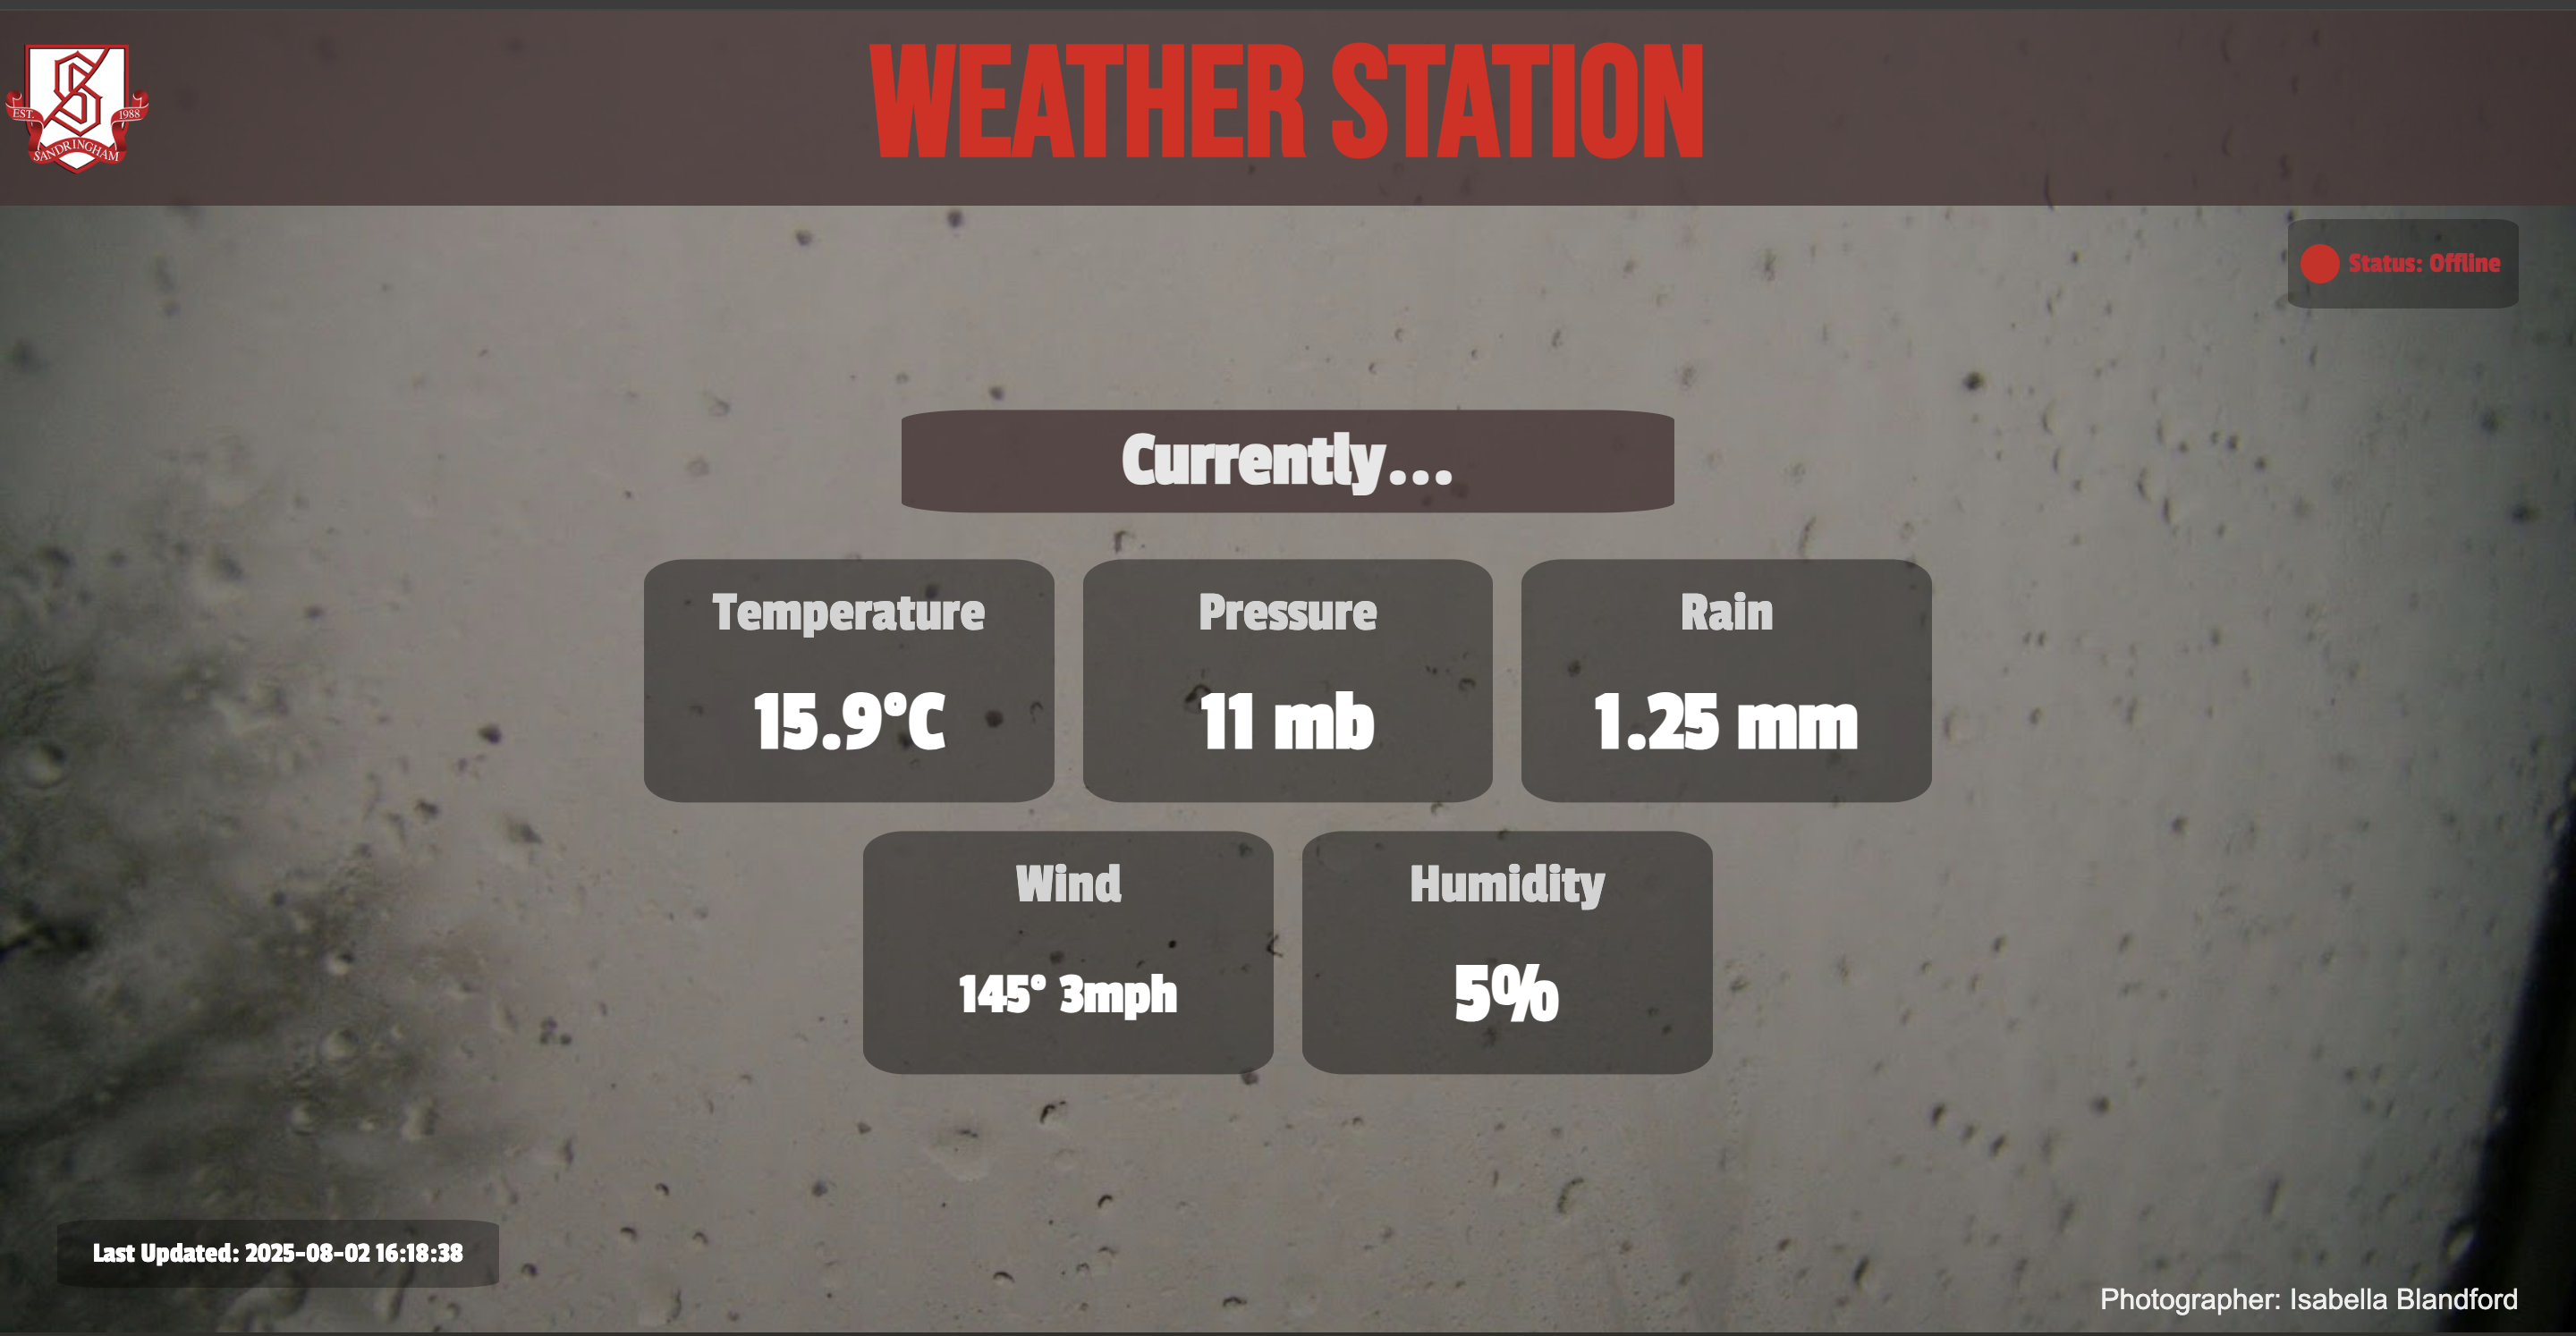 WEATHER STATION
EST. 1988
SANDRINGHAM
Status: Offline
Currently...
Temperature
15.9°C
Pressure
11 mb
Rain
1.25 mm
Wind
145° 3mph
Humidity
5%
Last Updated: 2025-08-02 16:18:38
Photographer: Isabella Blandford